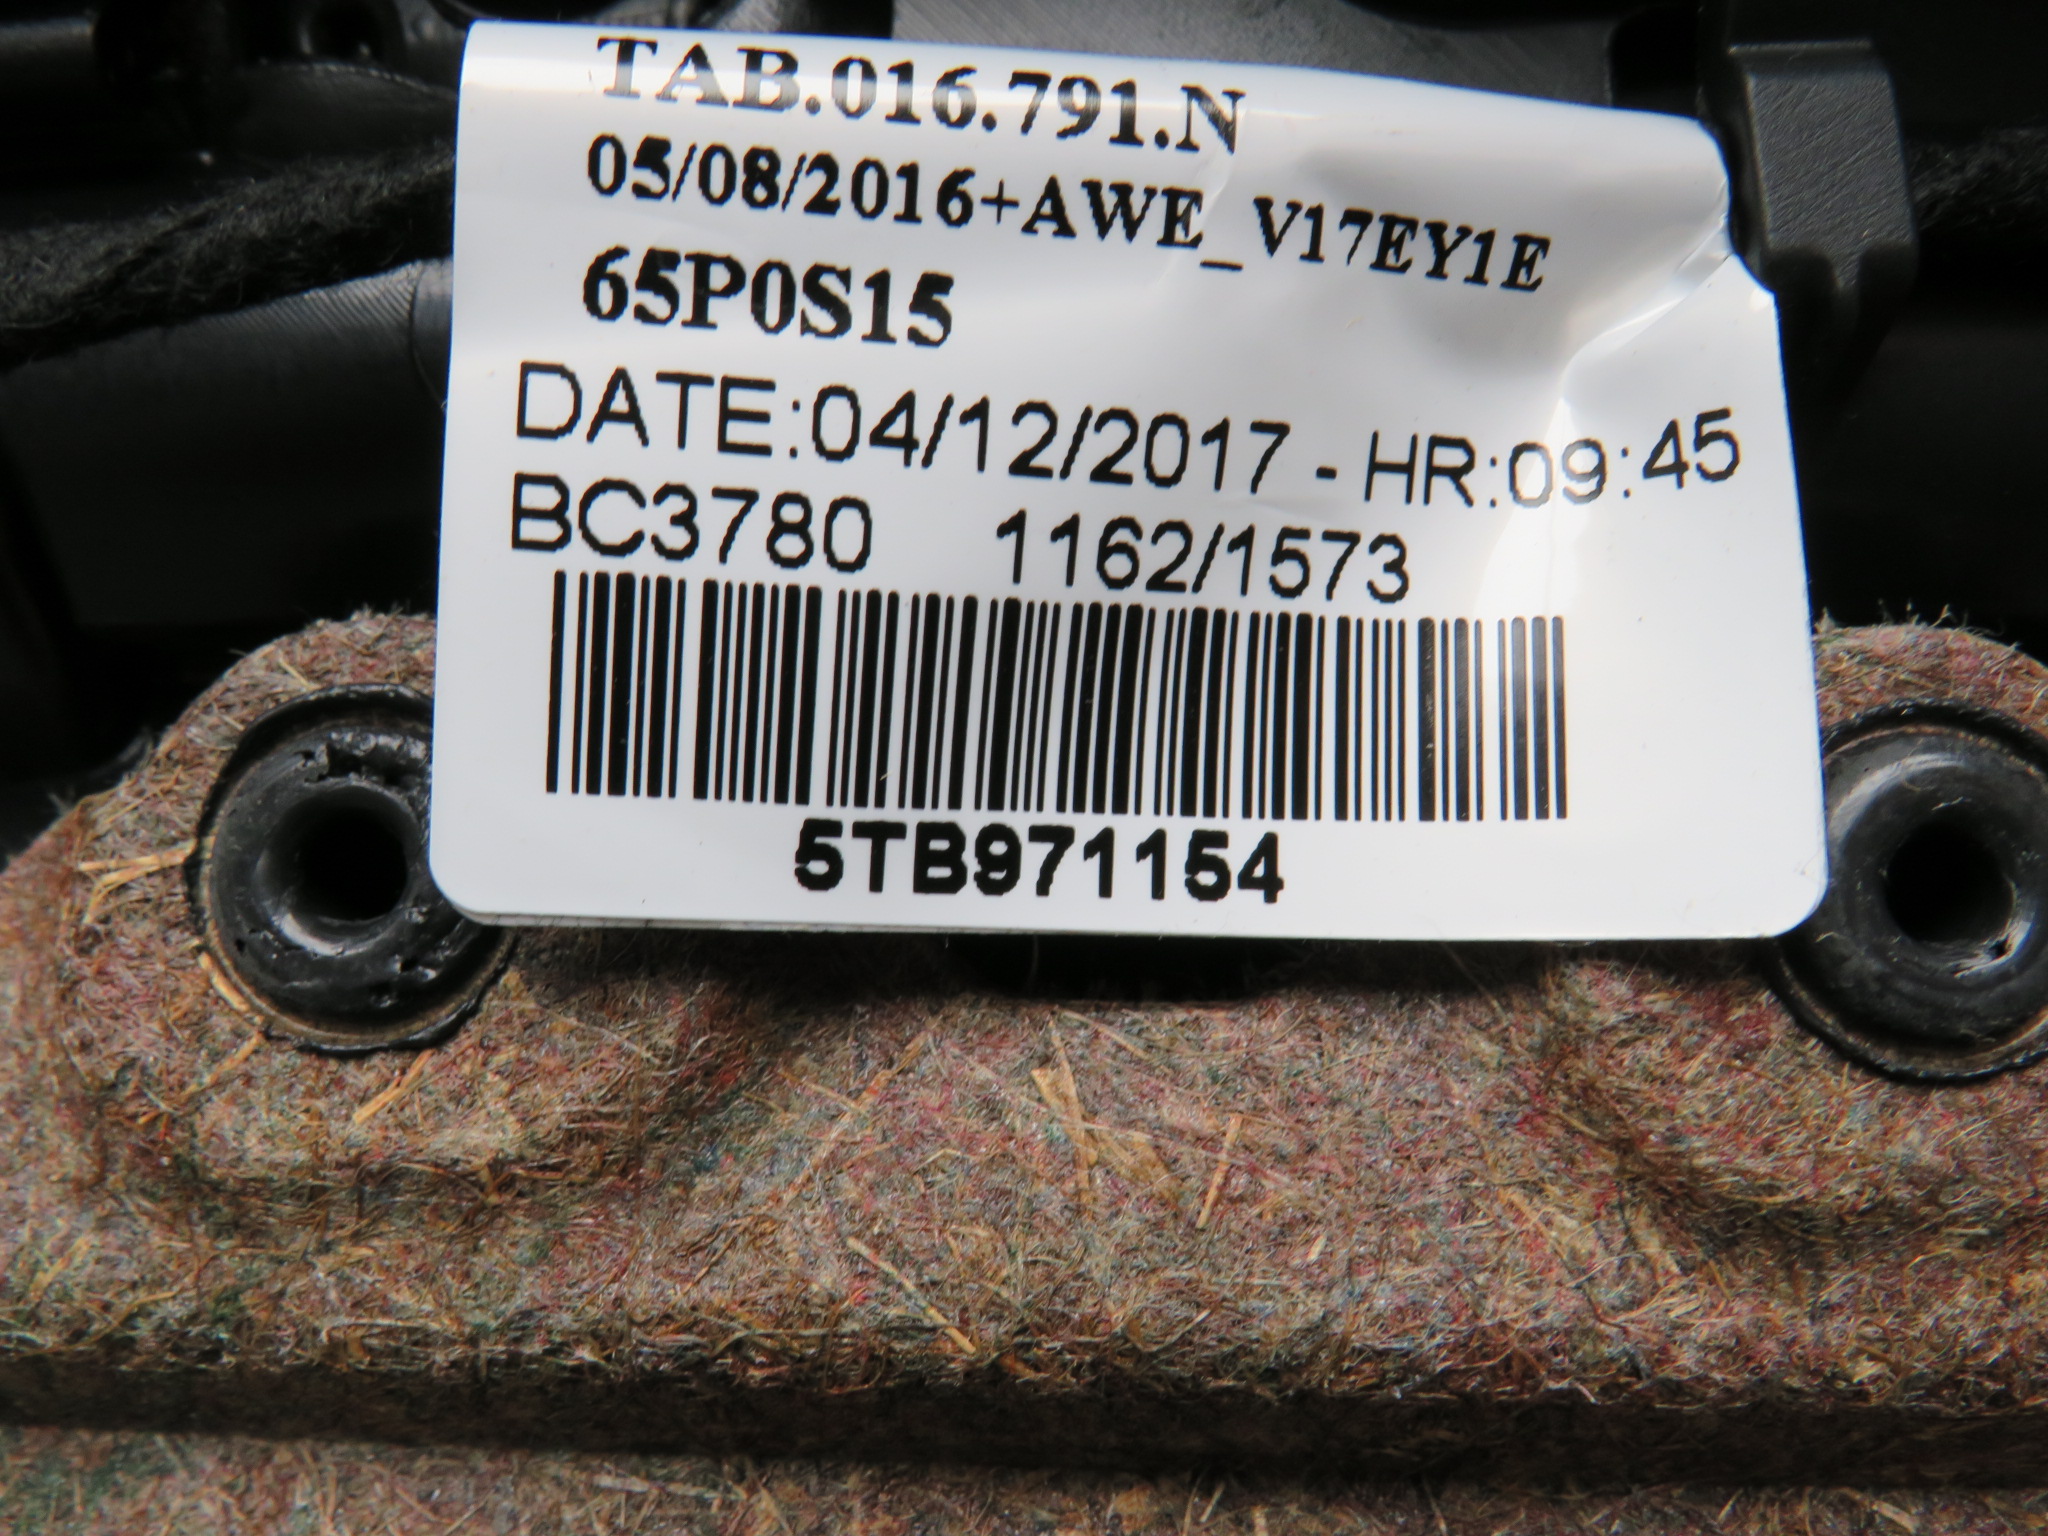 TAB.016.791.N
05/08/2016+AWE_V17EY1E
65P0S15
DATE:04/12/2017 - HR:09:45
BC3780 1162/1573
5TB971154